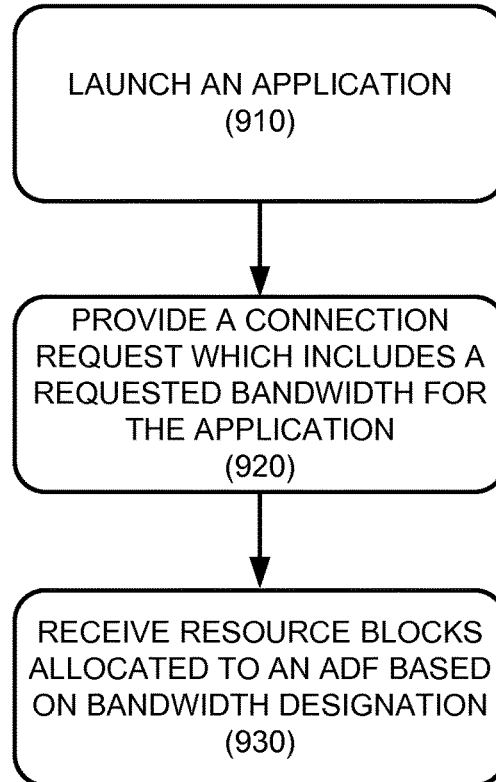 LAUNCH AN APPLICATION
(910)
PROVIDE A CONNECTION
REQUEST WHICH INCLUDES A
REQUESTED BANDWIDTH FOR
THE APPLICATION
(920)
RECEIVE RESOURCE BLOCKS
ALLOCATED TO AN ADF BASED
ON BANDWIDTH DESIGNATION
(930)